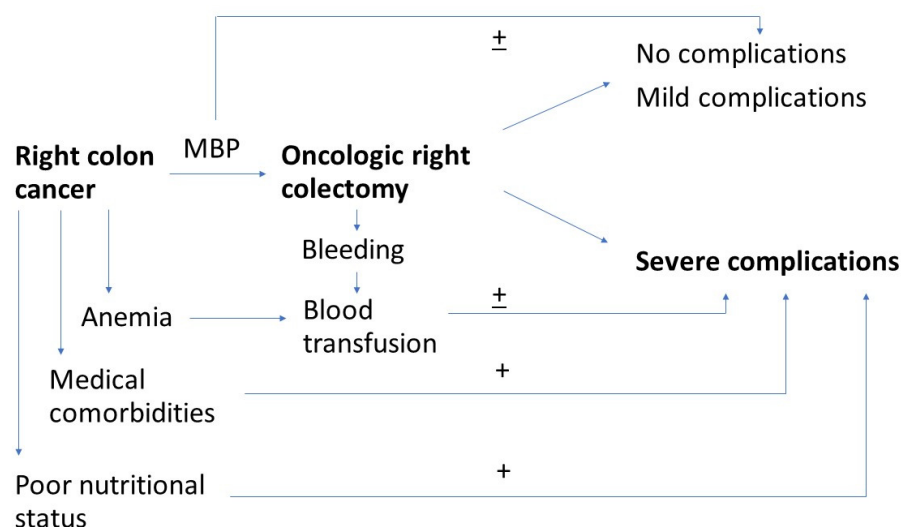 ±
No complications
Mild complications
MBP
Right colon
cancer
Oncologic right
colectomy
Bleeding
Severe complications
±
Anemia
Blood
transfusion
+
Medical
comorbidities
+
Poor nutritional
status